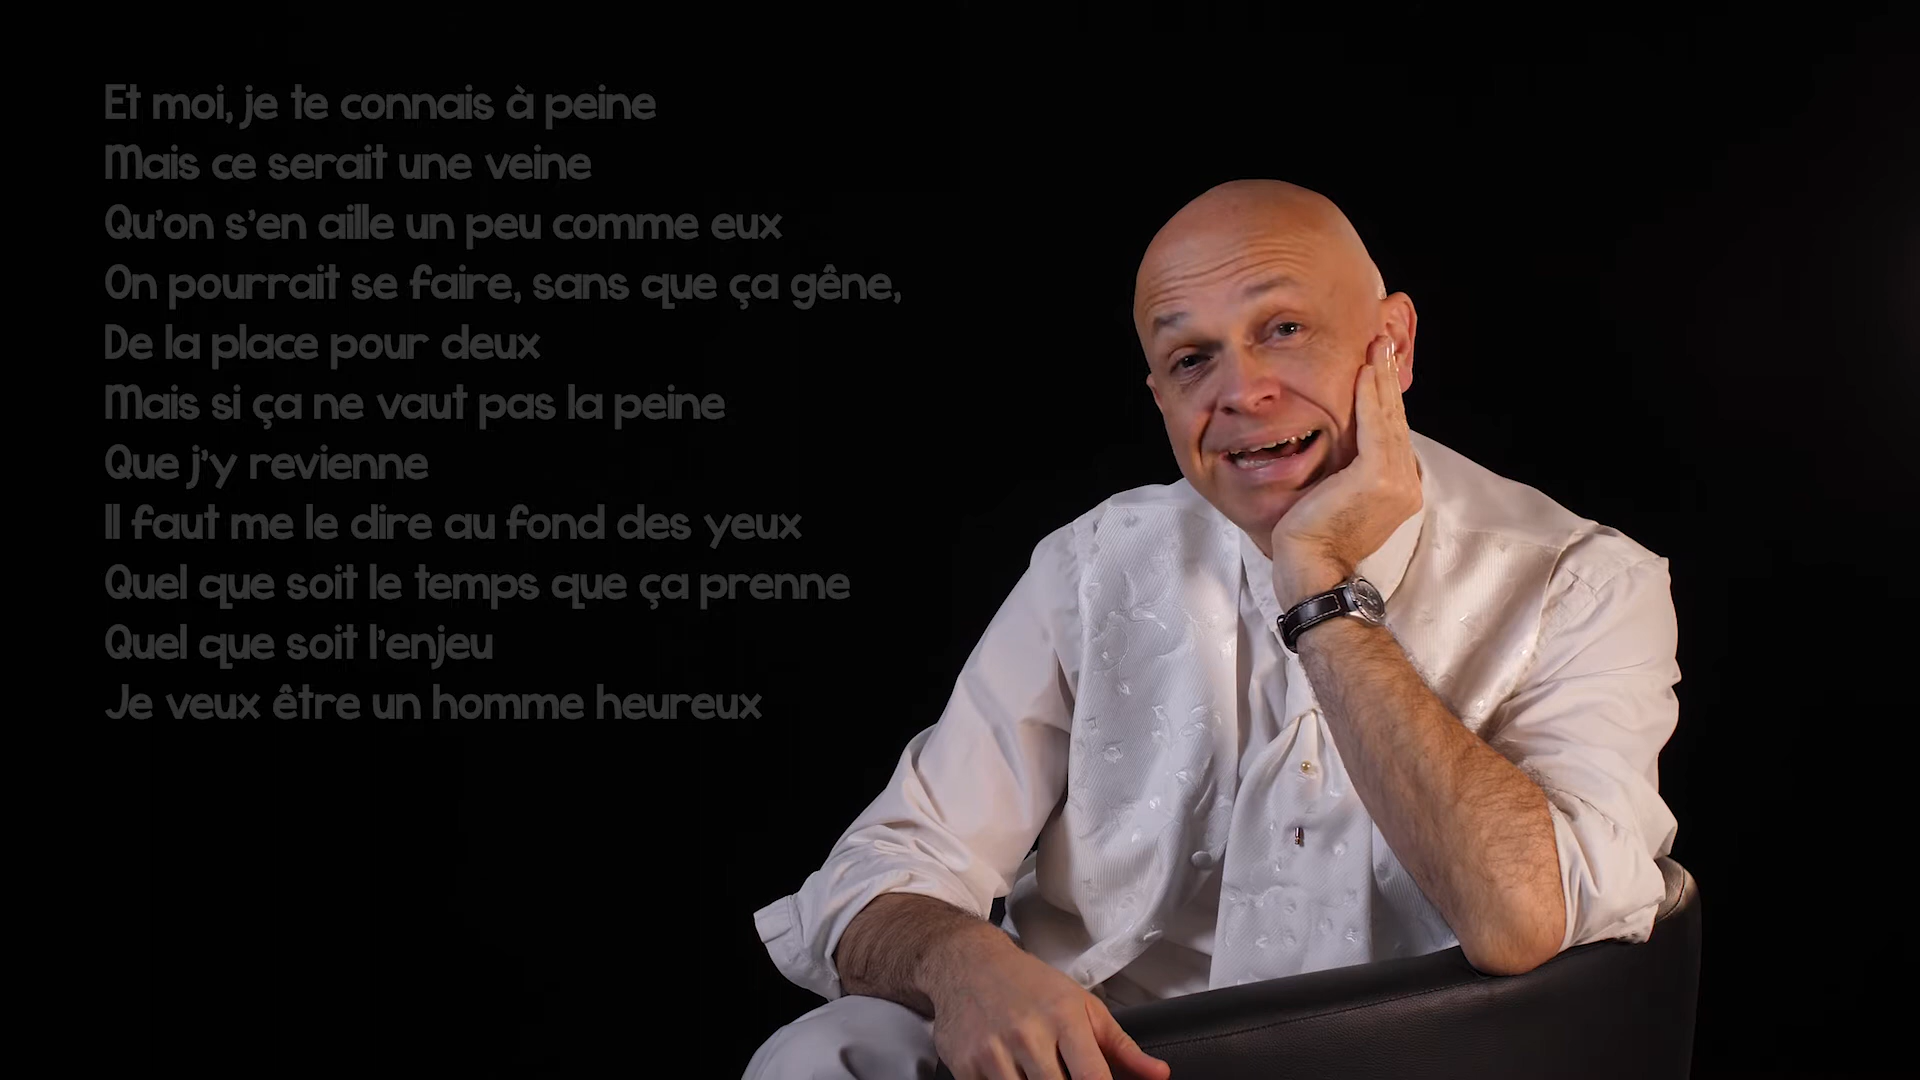 Et moi, je te connais à peine
Mais ce serait une veine
Qu'on s'en aille un peu comme eux
On pourrait se faire, sans que ça gêne,
De la place pour deux
Mais si ça ne vaut pas la peine
Que j'y revienne
Il faut me le dire au fond des yeux
Quel que soit le temps que ça prenne
Quel que soit l'enjeu
Je veux être un homme heureux